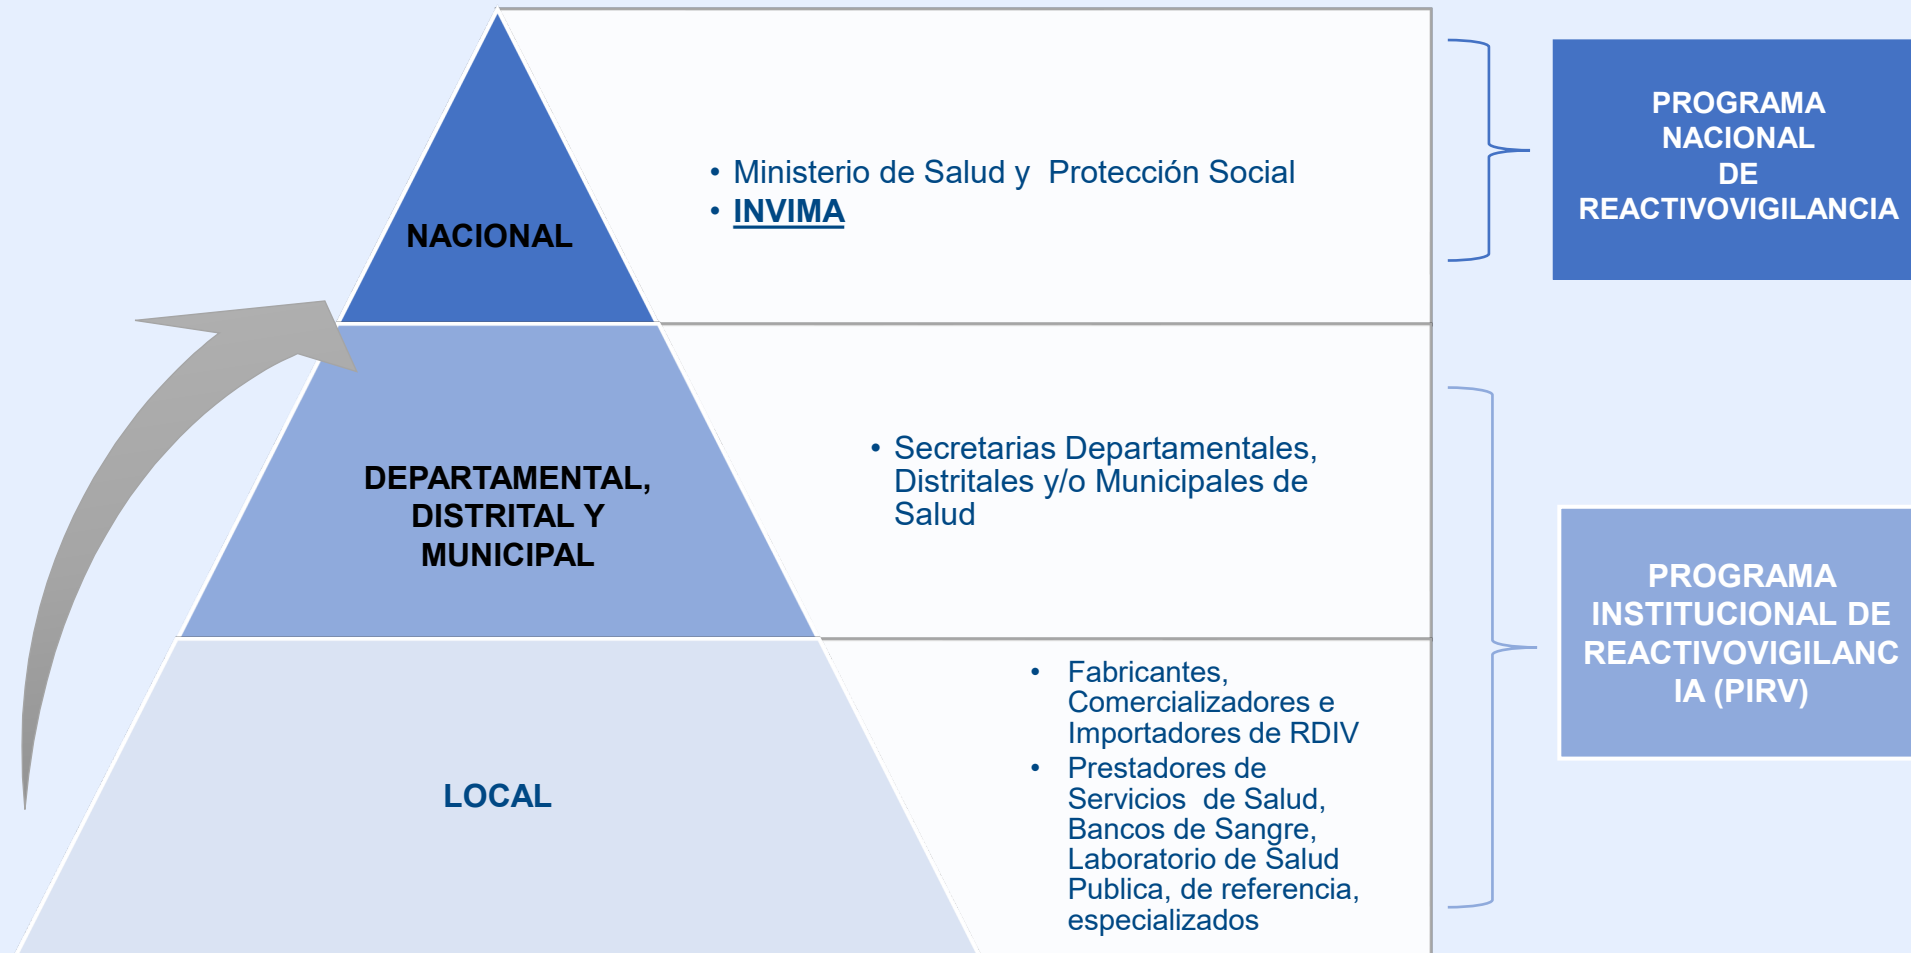 NACIONAL
• Ministerio de Salud y Protección Social
• INVIMA
PROGRAMA
NACIONAL
DE
REACTIVOVIGILANCIA
DEPARTAMENTAL,
DISTRITAL Y
MUNICIPAL
• Secretarias Departamentales,
Distritales y/o Municipales de
Salud
PROGRAMA
INSTITUCIONAL DE
REACTIVOVIGILANC
IA (PIRV)
LOCAL
• Fabricantes,
Comercializadores e
Importadores de RDIV
• Prestadores de
Servicios de Salud,
Bancos de Sangre,
Laboratorio de Salud
Publica, de referencia,
especializados